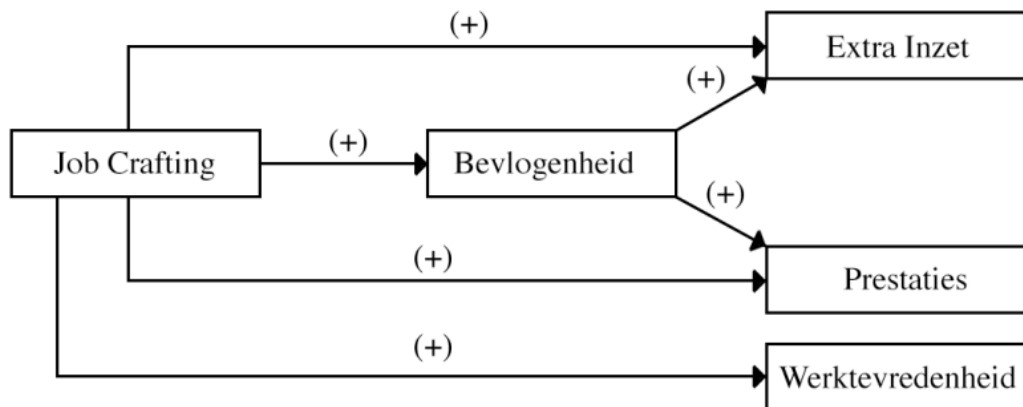 (+)
Extra Inzet
(+)
Job Crafting
(+)
Bevlogenheid
(+)
(+)
Prestaties
(+)
Werktevredenheid